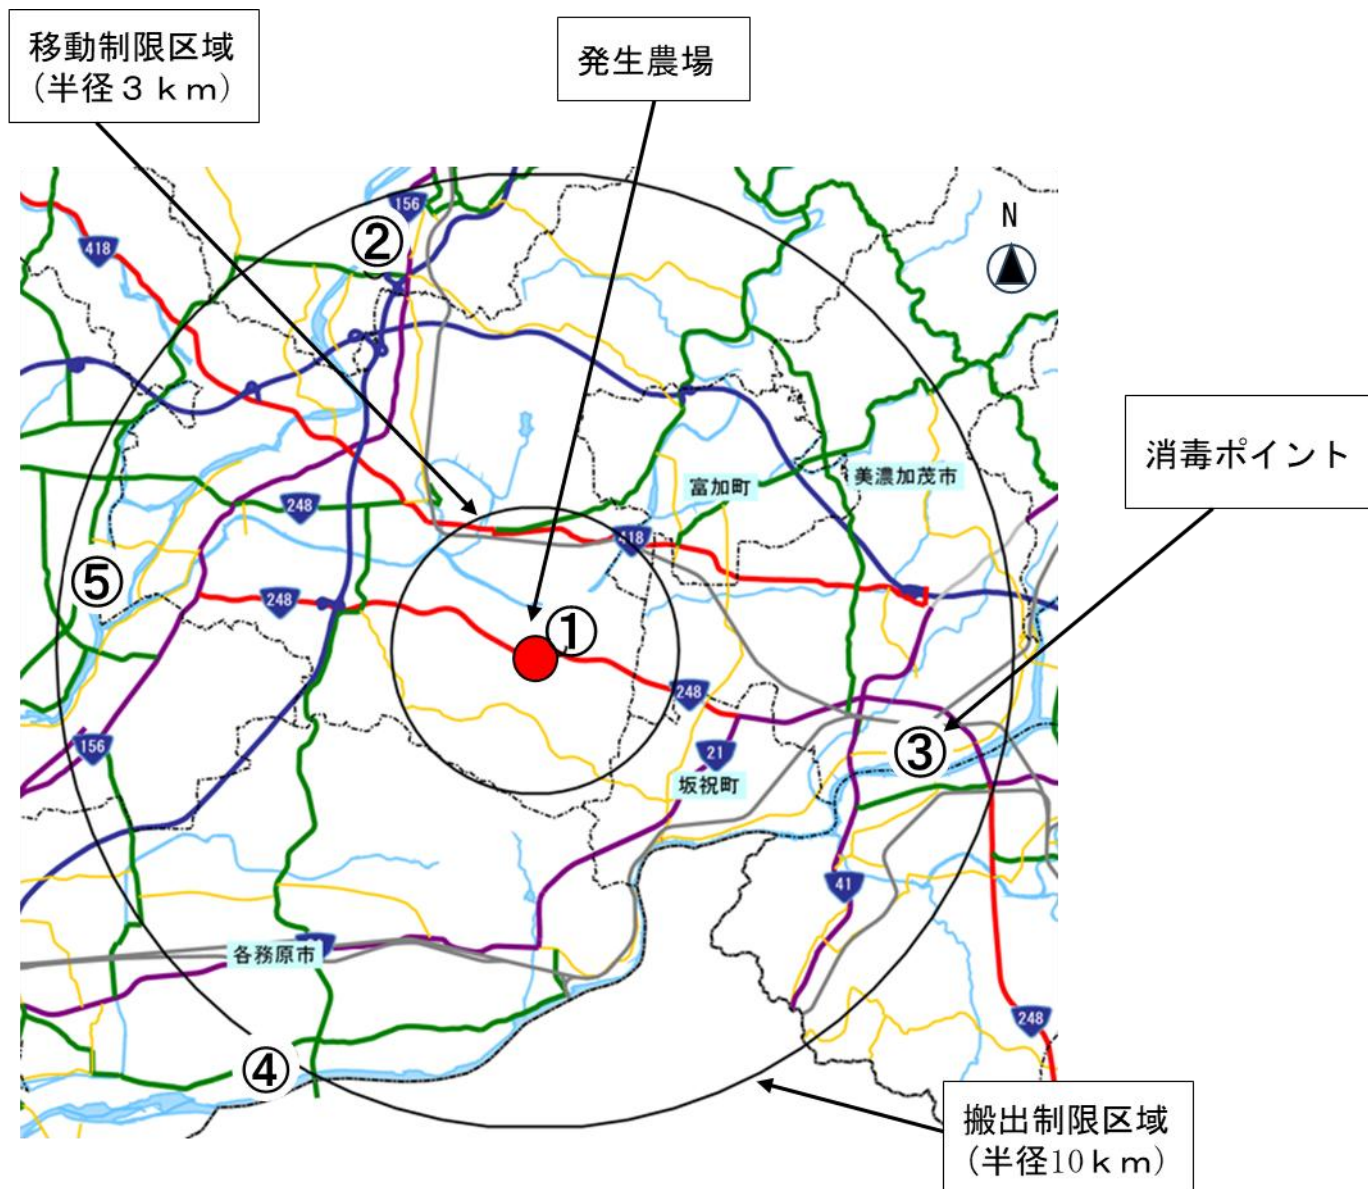 移動制限区域
(半径３ｋｍ)
発生農場
N
156
②
418
消毒ポイント
美濃加茂市
富加町
248
418
⑤
248
①
248
③
156
21
坂祝町
41
各務原市
248
④
搬出制限区域
(半径10ｋｍ)